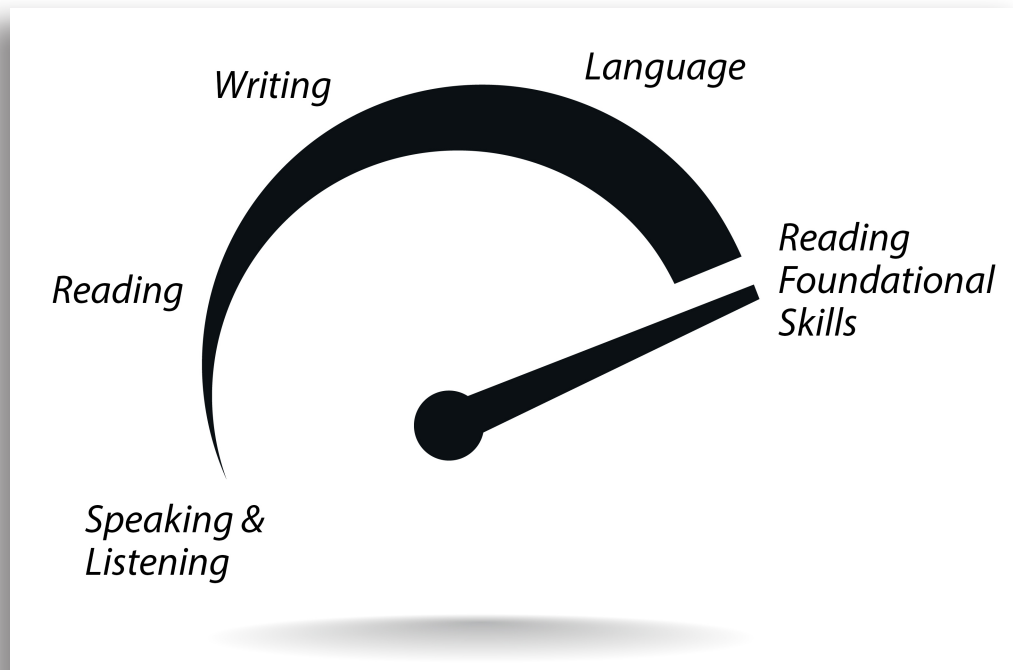 Writing
Language
Reading
Foundational
Skills
Reading
Speaking &
Listening